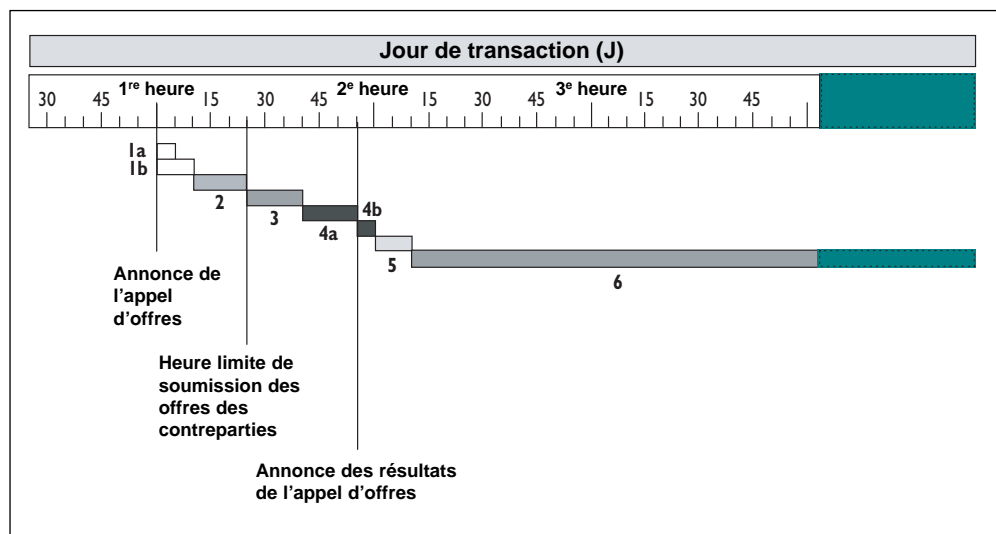 Jour de transaction (J)
1re heure 2e heure 3e heure
30 45 15 30 45 15 30 45 15 30 45
1a
1b
2
3
4a
4b
5
6
Annonce de
l'appel
d'offres
Heure limite de
soumission des
offres des
contreparties
Annonce des résultats
de l'appel d'offres